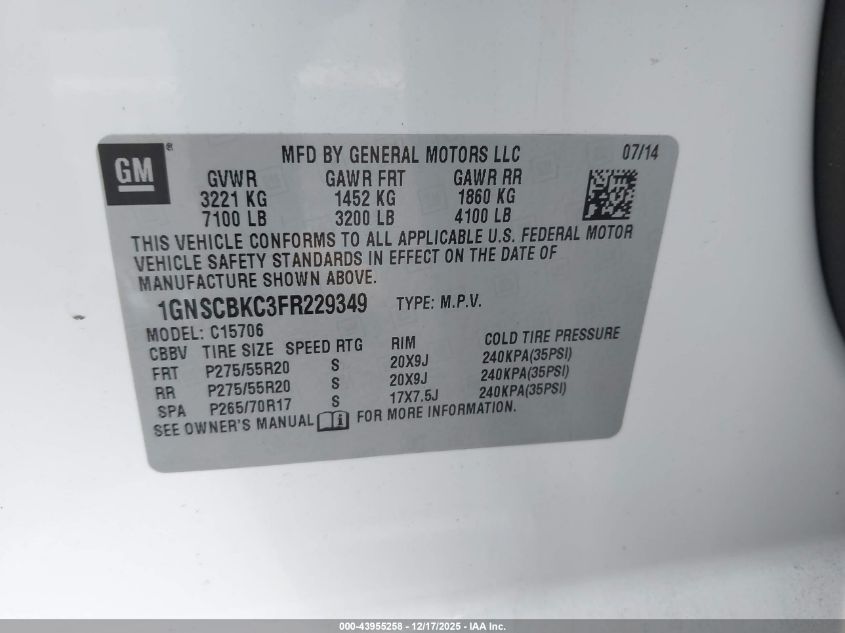 GM ®
MFD BY GENERAL MOTORS LLC 07/14
GVWR GAWR FRT GAWR RR
3221 KG 1452 KG 1860 KG
7100 LB 3200 LB 4100 LB
THIS VEHICLE CONFORMS TO ALL APPLICABLE U.S. FEDERAL MOTOR
VEHICLE SAFETY STANDARDS IN EFFECT ON THE DATE OF
MANUFACTURE SHOWN ABOVE.
1GNSCBKC3FR229349 TYPE: M.P.V.
MODEL: C15706
CBBV TIRE SIZE SPEED RTG RIM COLD TIRE PRESSURE
FRT P275/55R20 S 20X9J 240KPA(35PSI)
RR P275/55R20 S 20X9J 240KPA(35PSI)
SPA P265/70R17 S 17X7.5J 240KPA(35PSI)
SEE OWNER'S MANUAL i FOR MORE INFORMATION.
000-43955258 - 12/17/2025 - IAA Inc.